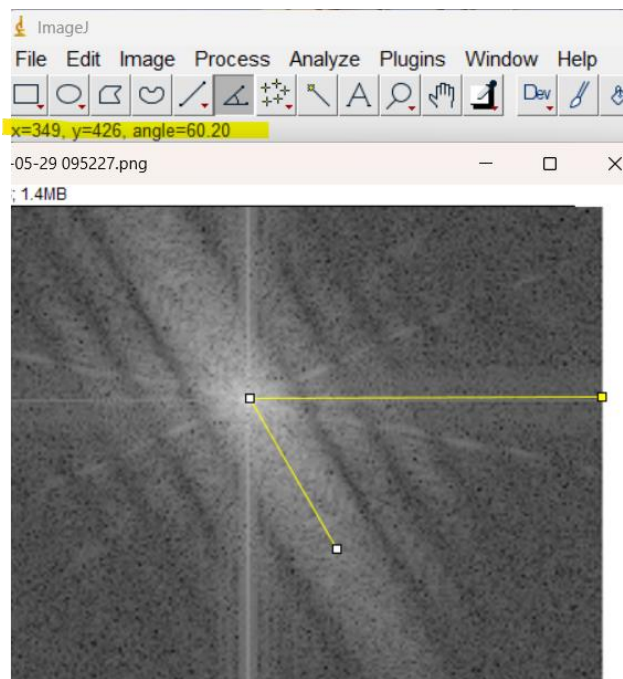 ImageJ
File Edit Image Process Analyze Plugins Window Help
A Dev
x=349, y=426, angle=60.20
-05-29 095227.png
; 1.4MB